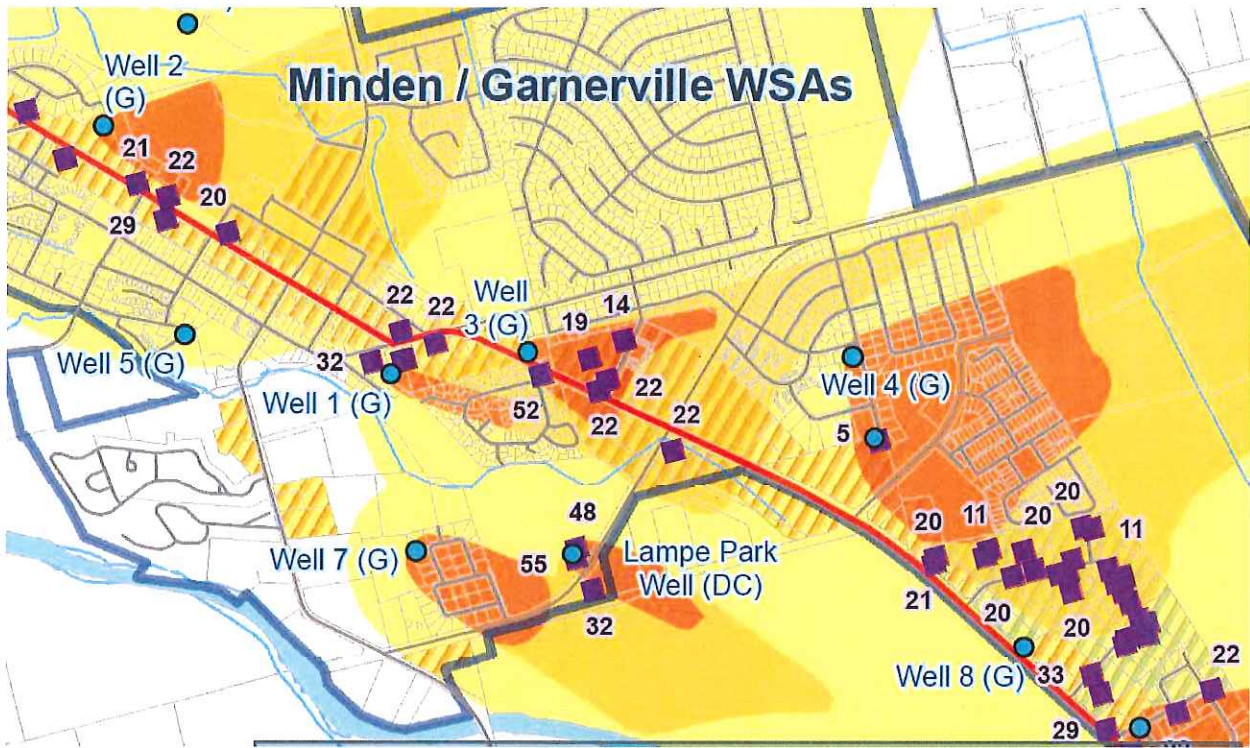 Well 2
(G)
Minden / Garnerville WSAs
21
22
20
29
22
22
Well
3 (G)
19
14
Well 5 (G)
32
Well 1 (G)
52
22
22
22
Well 4 (G)
5
20
11
20
20
11
48
Well 7 (G)
55
Lampe Park
Well (DC)
32
21
20
20
Well 8 (G)
33
22
29